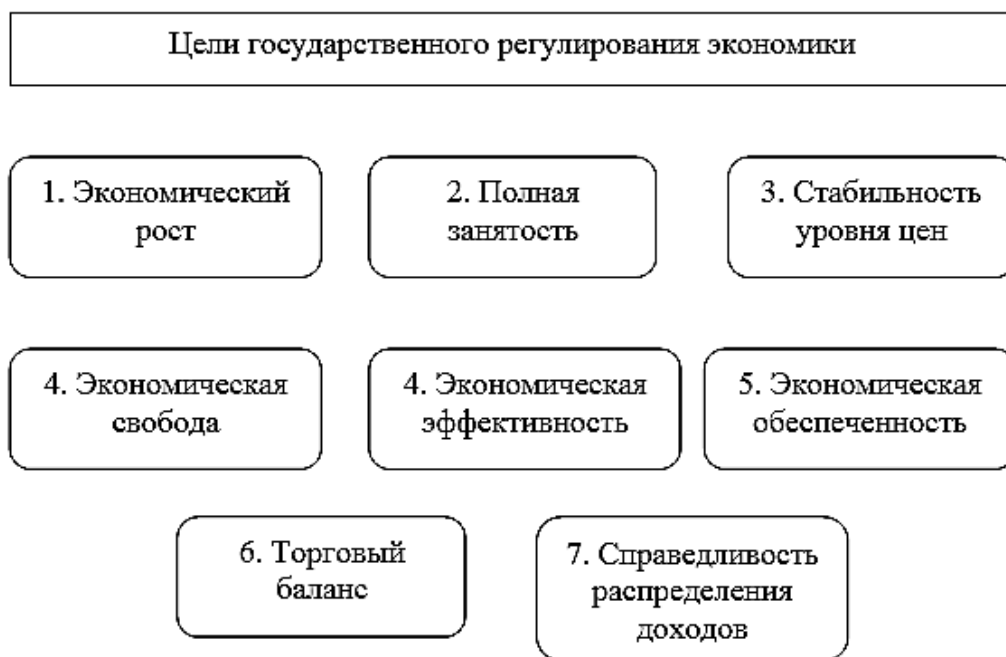 Цели государственного регулирования экономики
1. Экономический
рост
2. Полная
занятость
3. Стабильность
уровня цен
4. Экономическая
свобода
4. Экономическая
эффективность
5. Экономическая
обеспеченность
6. Торговый
баланс
7. Справедливость
распределения
доходов